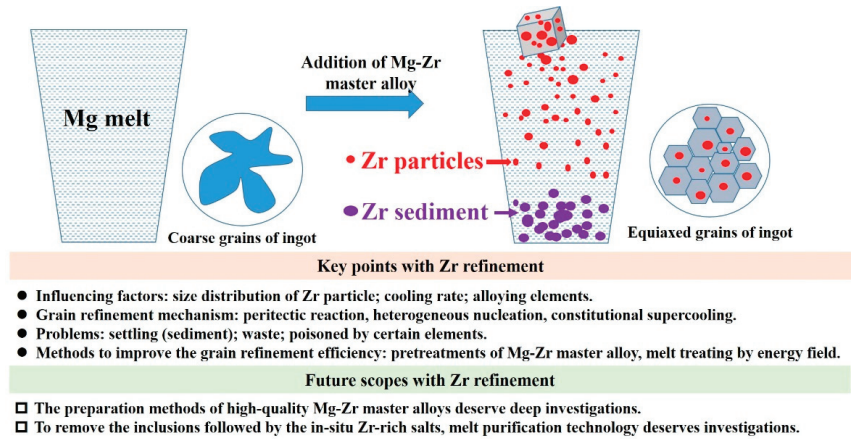 Addition of Mg-Zr
master alloy
Mg melt
Zr particles
Zr sediment
Coarse grains of ingot
Equiaxed grains of ingot
Key points with Zr refinement
● Influencing factors: size distribution of Zr particle; cooling rate; alloying elements.
● Grain refinement mechanism: peritectic reaction, heterogeneous nucleation, constitutional supercooling.
● Problems: settling (sediment); waste; poisoned by certain elements.
● Methods to improve the grain refinement efficiency: pretreatments of Mg-Zr master alloy, melt treating by energy field.
Future scopes with Zr refinement
☐ The preparation methods of high-quality Mg-Zr master alloys deserve deep investigations.
☐ To remove the inclusions followed by the in-situ Zr-rich salts, melt purification technology deserves investigations.